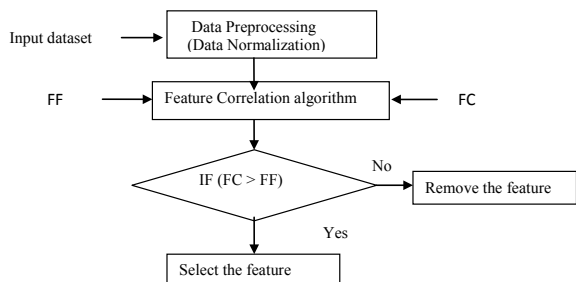 Data Preprocessing
Input dataset
(Data Normalization)
FF
Feature Correlation algorithm
FC
IF (FC > FF)
No
Remove the feature
Yes
Select the feature